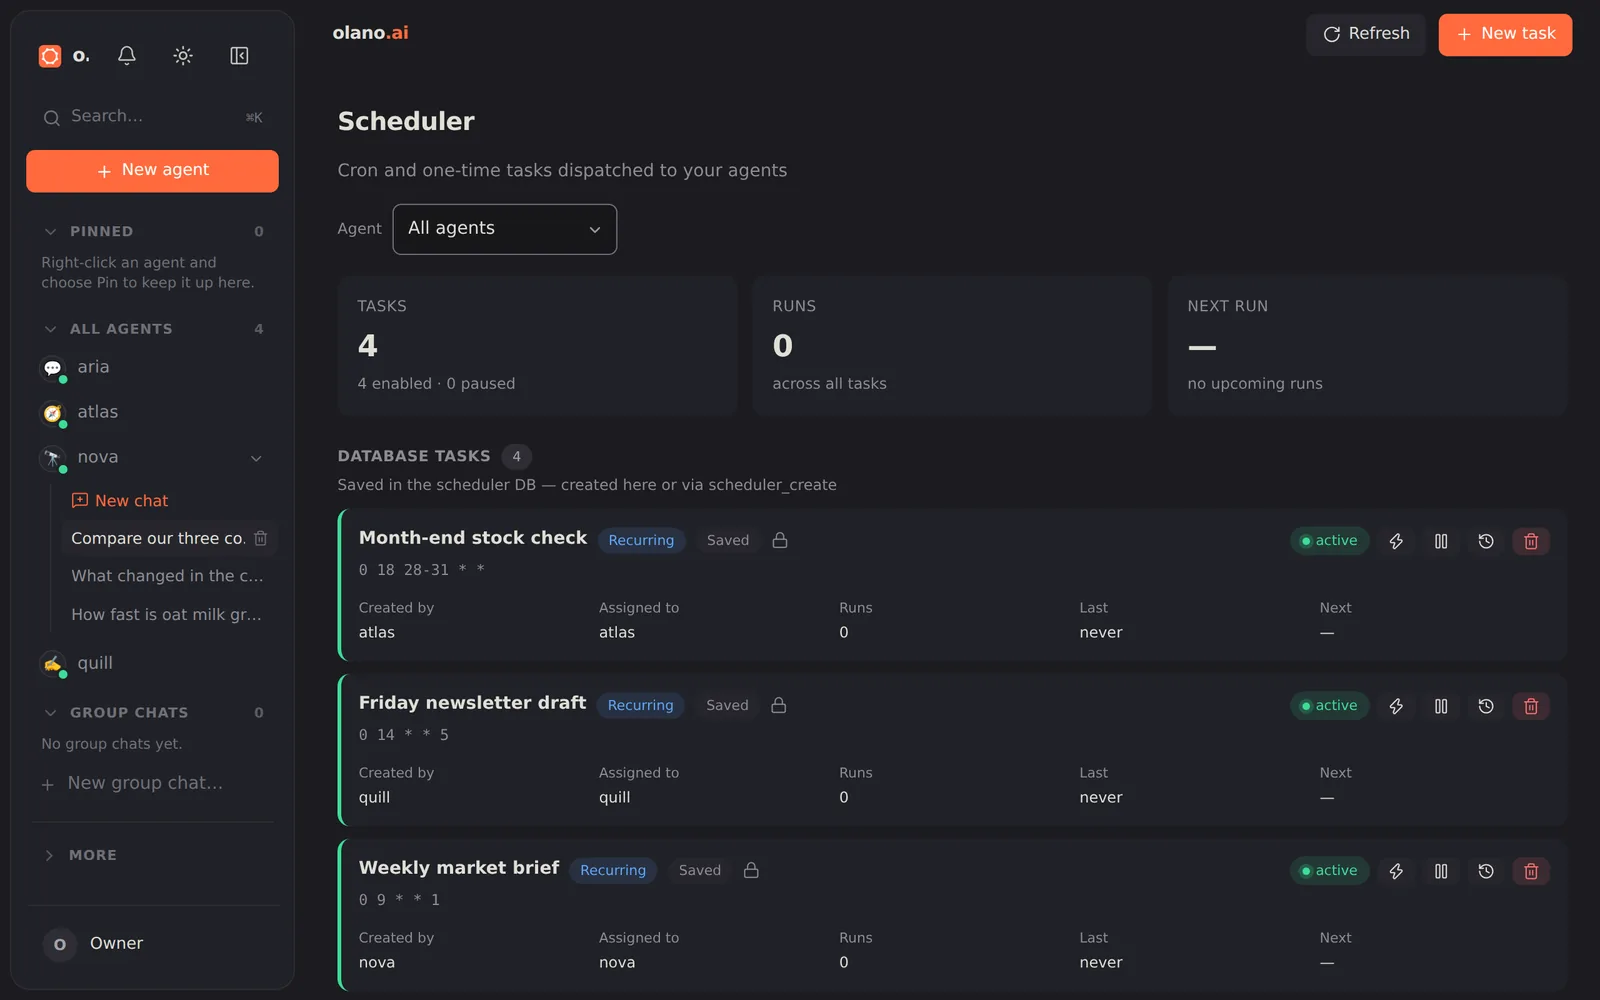 o.
Search...
⌘K
+ New agent
PINNED 0
Right-click an agent and
choose Pin to keep it up here.
ALL AGENTS 4
aria
atlas
nova
New chat
Compare our three co.
What changed in the c...
How fast is oat milk gr...
quill
GROUP CHATS 0
No group chats yet.
+ New group chat...
MORE
O Owner
olano.ai
Refresh
+ New task
Scheduler
Cron and one-time tasks dispatched to your agents
Agent All agents
TASKS
4
4 enabled · 0 paused
RUNS
0
across all tasks
NEXT RUN
—
no upcoming runs
DATABASE TASKS 4
Saved in the scheduler DB — created here or via scheduler_create
Month-end stock check Recurring Saved active
0 18 28-31 * *
Created by Assigned to Runs Last Next
atlas atlas 0 never —
Friday newsletter draft Recurring Saved active
0 14 * * 5
Created by Assigned to Runs Last Next
quill quill 0 never —
Weekly market brief Recurring Saved active
0 9 * * 1
Created by Assigned to Runs Last Next
nova nova 0 never —